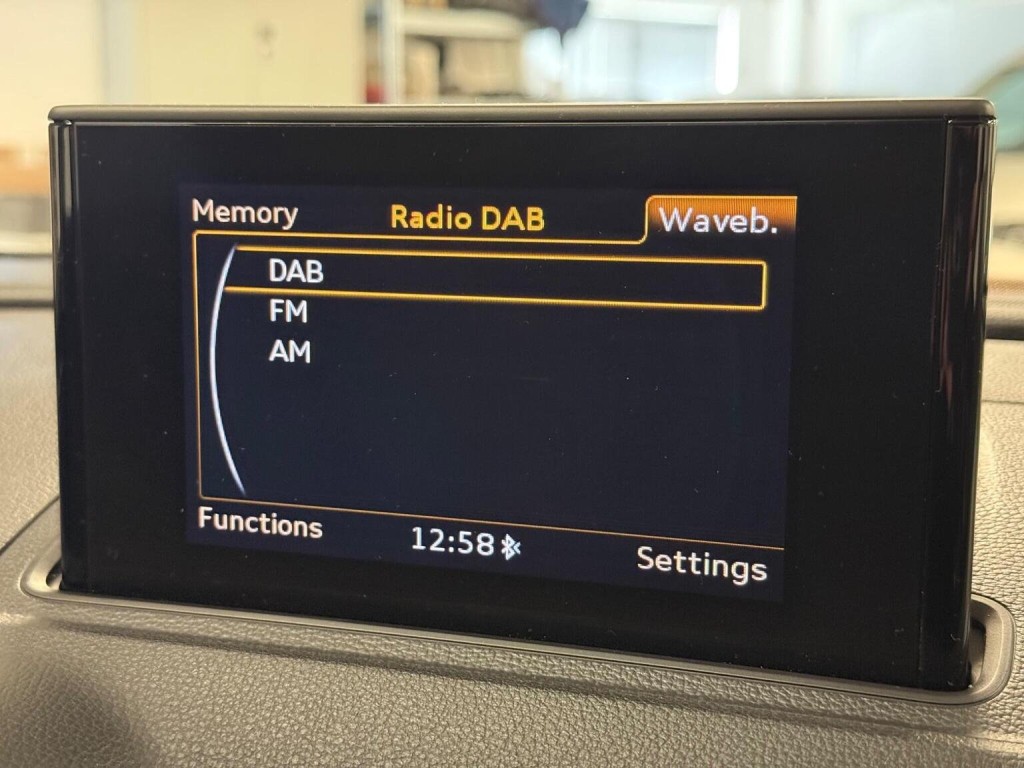 Memory Radio DAB Waveb.
DAB
FM
AM
Functions 12:58 Settings